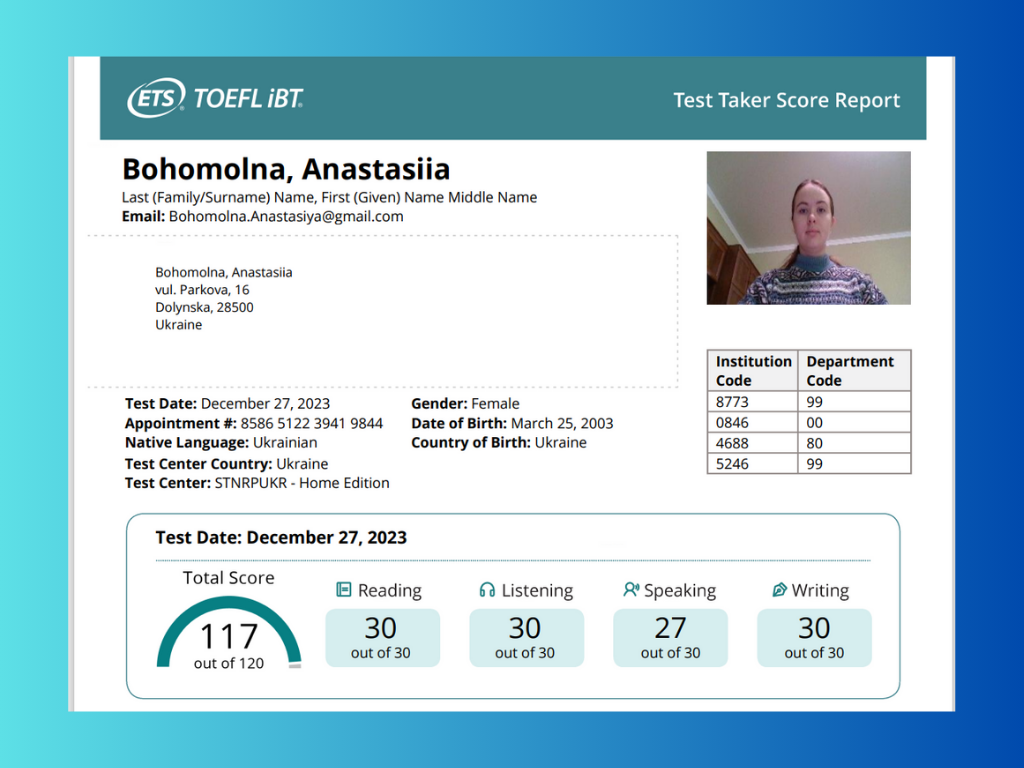 ETS TOEFL iBT
Test Taker Score Report
Bohomolna, Anastasiia
Last (Family/Surname) Name, First (Given) Name Middle Name
Email: Bohomolna.Anastasiya@gmail.com
Bohomolna, Anastasiia
vul. Parkova, 16
Dolynska, 28500
Ukraine
Institution Code Department Code
8773 99
0846 00
4688 80
5246 99
Test Date: December 27, 2023
Appointment #: 8586 5122 3941 9844
Native Language: Ukrainian
Test Center Country: Ukraine
Test Center: STNRPUKR - Home Edition
Gender: Female
Date of Birth: March 25, 2003
Country of Birth: Ukraine
Test Date: December 27, 2023
Total Score
117
out of 120
Reading
30
out of 30
Listening
30
out of 30
Speaking
27
out of 30
Writing
30
out of 30